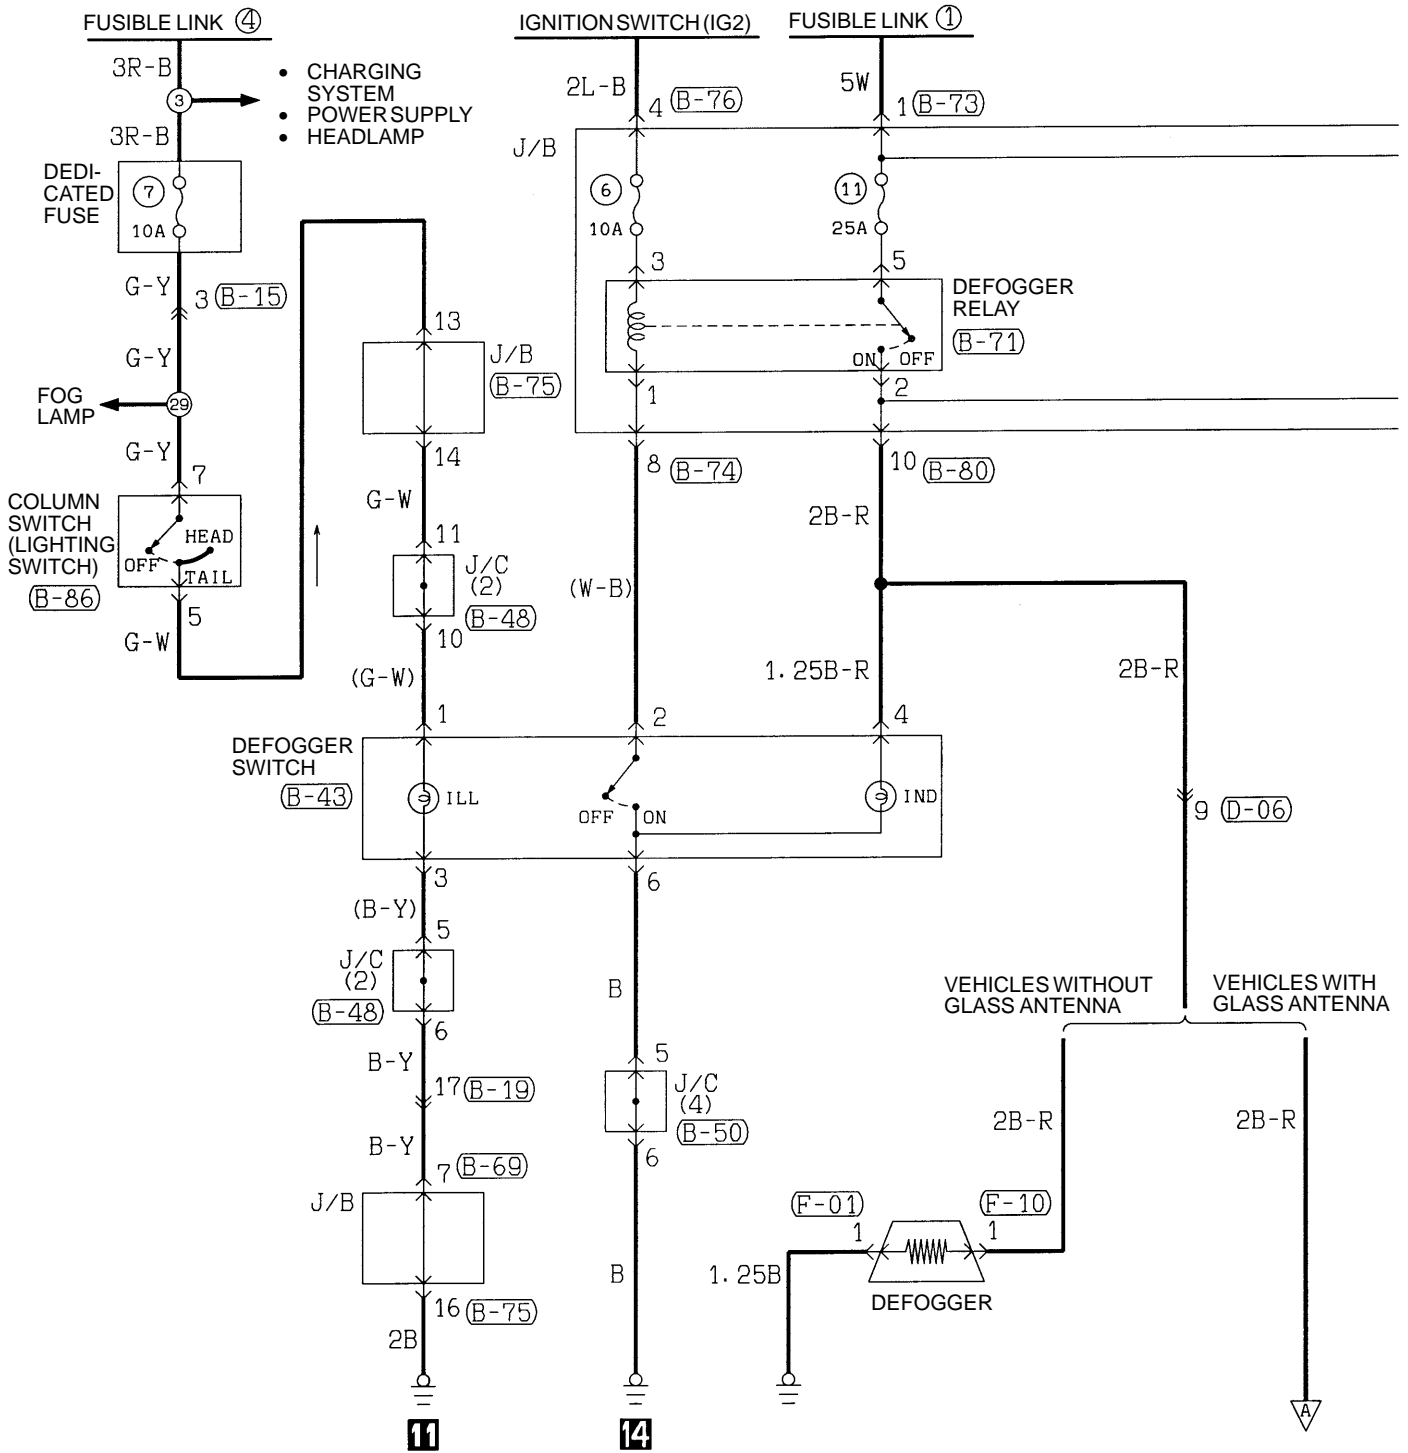 FUSIBLE LINK ④
IGNITION SWITCH (IG2)
FUSIBLE LINK ①
3R-B
3
• CHARGING
SYSTEM
• POWER SUPPLY
• HEADLAMP
3R-B
2L-B
4 B-76
5W
1 B-73
J/B
DEDI-
CATED
FUSE
7
10A
6
10A
11
25A
G-Y
3 B-15
3
5
DEFOGGER
RELAY
B-71
ON OFF
1
2
13
J/B
B-75
14
G-Y
FOG
LAMP
29
G-Y
7
8 B-74
10 B-80
COLUMN
SWITCH
(LIGHTING
SWITCH)
B-86
OFF
HEAD
TAIL
5
G-W
G-W
11
J/C
(2)
B-48
10
(G-W)
1
2B-R
(W-B)
1.25B-R
2B-R
2
4
DEFOGGER
SWITCH
B-43
ILL
OFF ON
IND
9 D-06
3
6
(B-Y)
5
J/C
(2)
B-48
6
B-Y
17 B-19
B-Y
7 B-69
J/B
16 B-75
2B
11
B
5
J/C
(4)
B-50
6
B
14
VEHICLES WITHOUT
GLASS ANTENNA
VEHICLES WITH
GLASS ANTENNA
2B-R
2B-R
F-01
F-10
1
1
1.25B
DEFOGGER
A